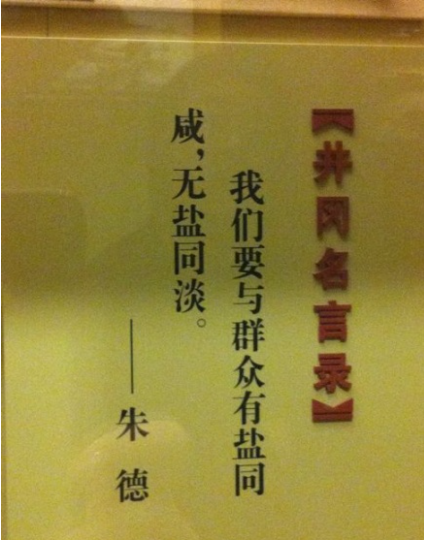 【井冈名言录】
我们要与群众有盐同
咸，无盐同淡。
——朱德